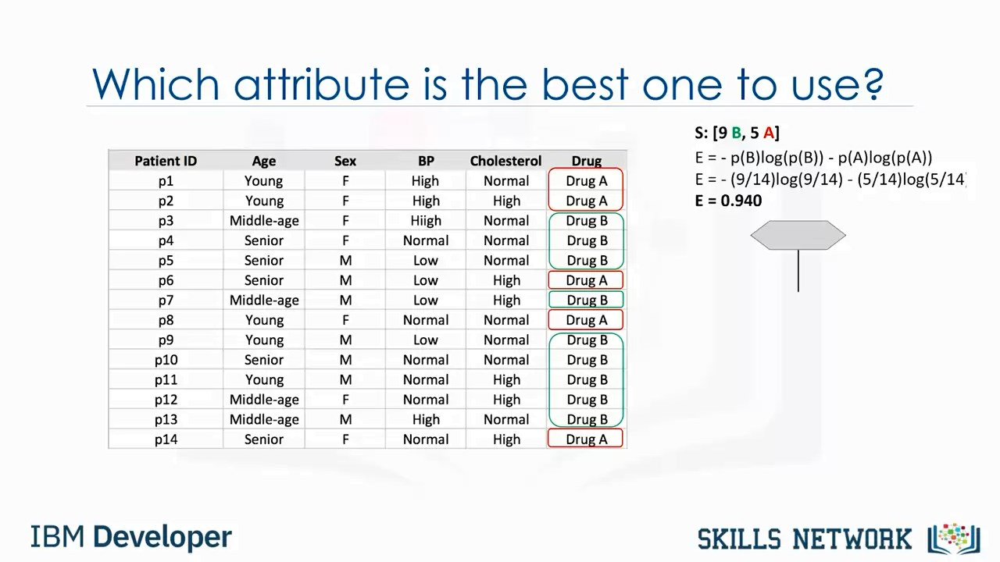 Which attribute is the best one to use?
S: [9 B, 5 A]
E = - p(B)log(p(B)) - p(A)log(p(A))
E = - (9/14)log(9/14) - (5/14)log(5/14
E = 0.940
Patient ID Age Sex BP Cholesterol Drug
p1 Young F High Normal Drug A
p2 Young F High High Drug A
p3 Middle-age F Hiigh Normal Drug B
p4 Senior F Normal Normal Drug B
p5 Senior M Low Normal Drug B
p6 Senior M Low High Drug A
p7 Middle-age M Low High Drug B
p8 Young F Normal Normal Drug A
p9 Young M Low Normal Drug B
p10 Senior M Normal Normal Drug B
p11 Young M Normal High Drug B
p12 Middle-age F Normal High Drug B
p13 Middle-age M High Normal Drug B
p14 Senior F Normal High Drug A
IBM Developer
SKILLS NETWORK